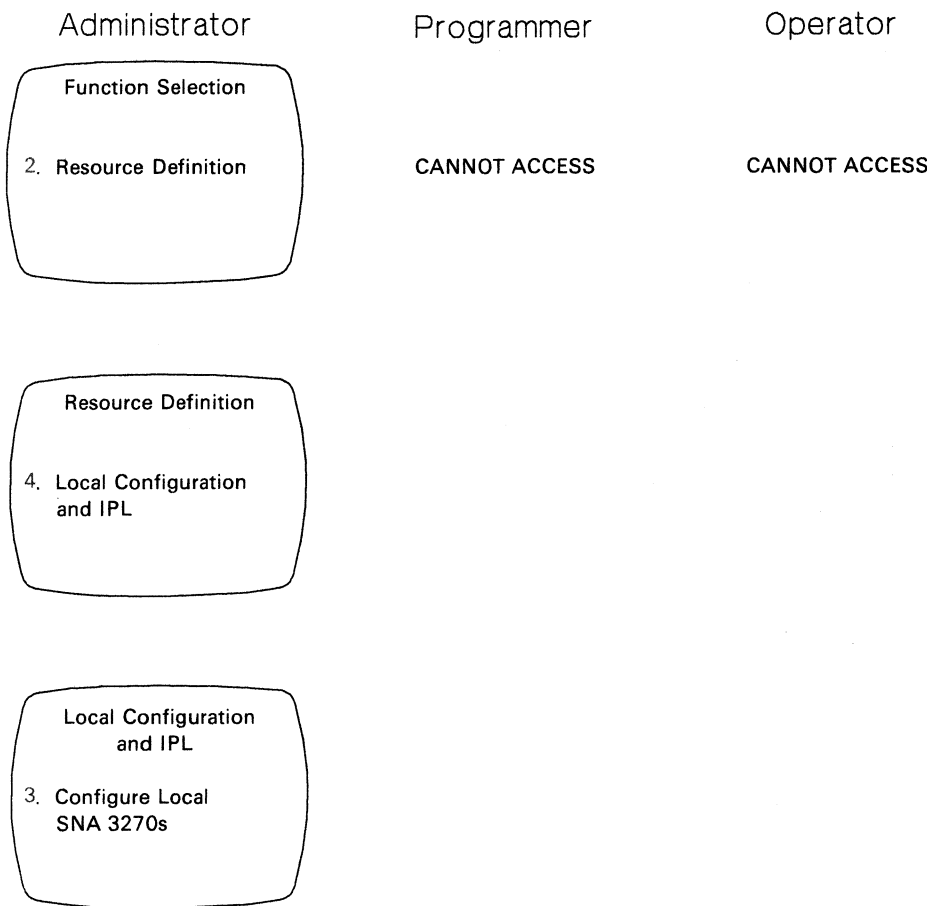 Administrator
Programmer
Operator
Function Selection
2. Resource Definition
CANNOT ACCESS
CANNOT ACCESS
Resource Definition
4. Local Configuration
and IPL
Local Configuration
and IPL
3. Configure Local
SNA 3270s